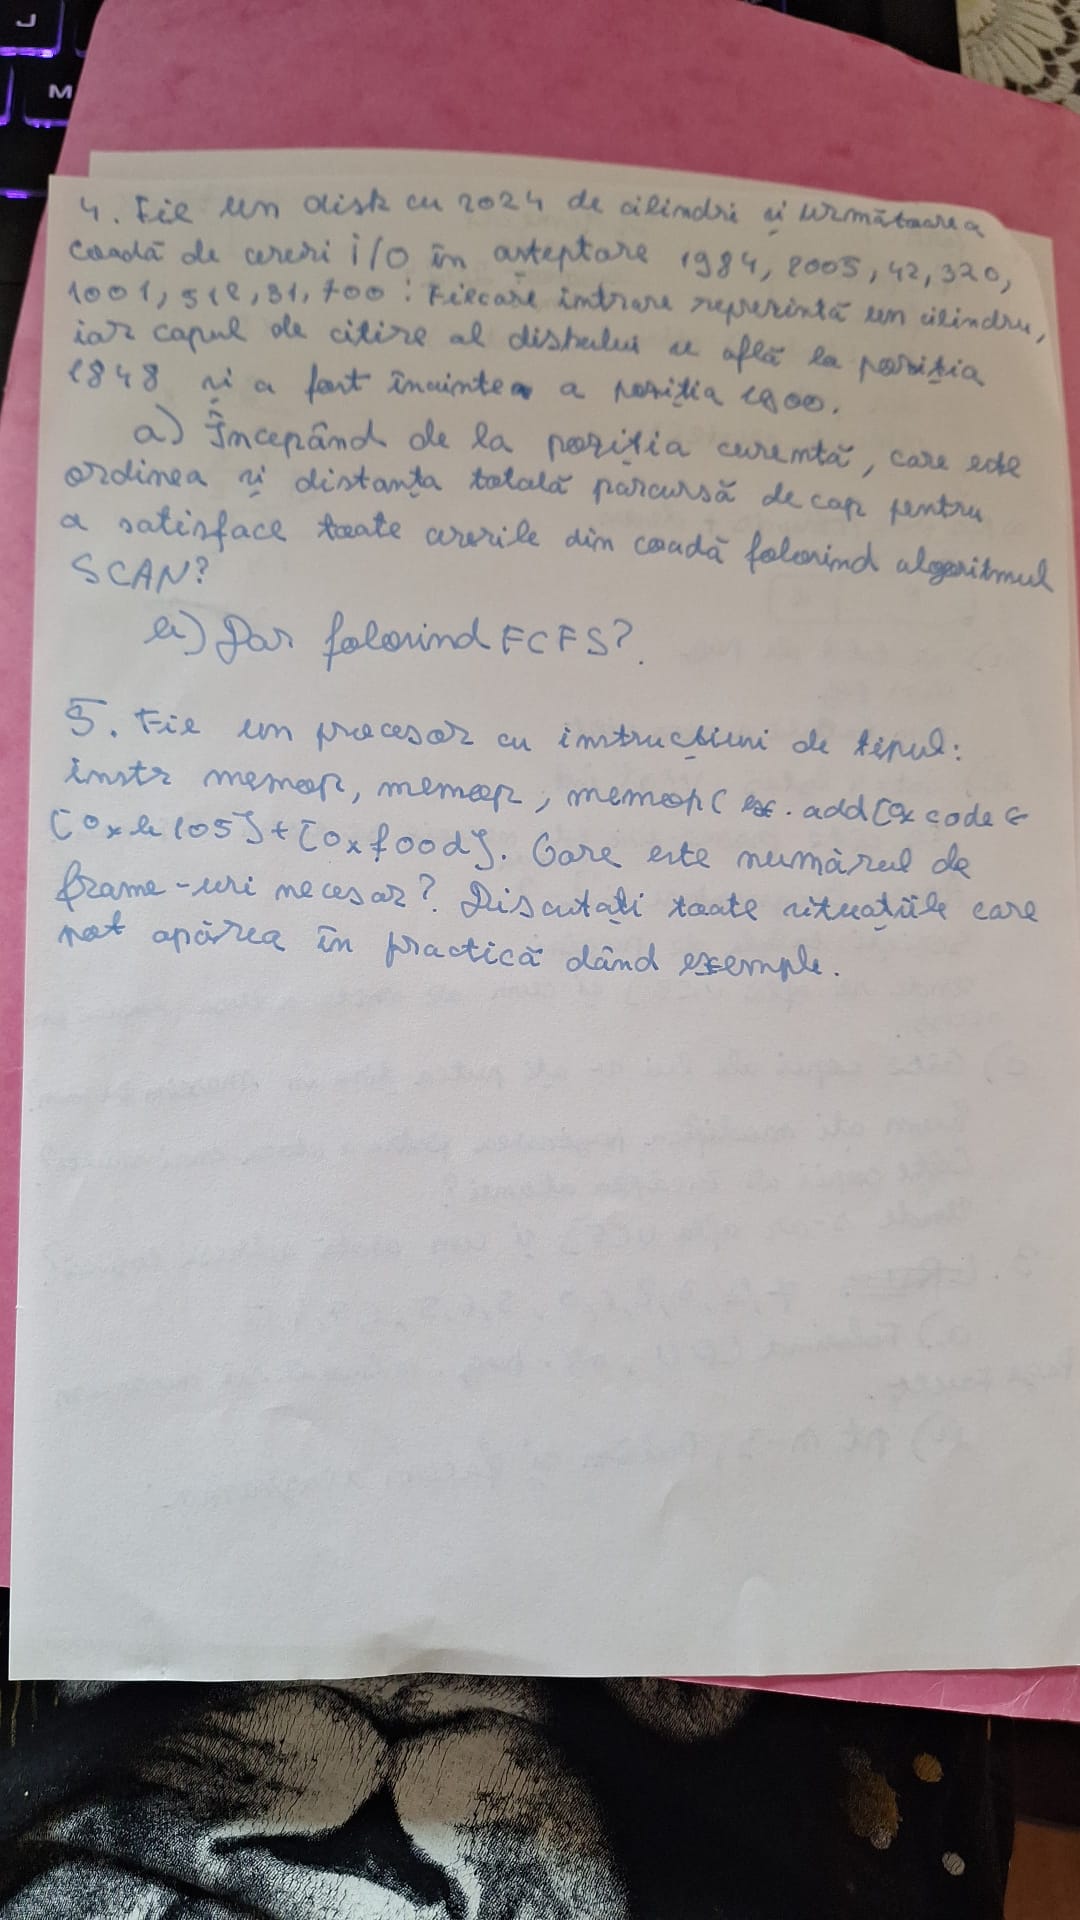 J
M
4. Fie un disk cu 2024 de cilindri și următoarea
coadă de cereri i/o în așteptare 1984, 2005, 42, 320,
1001, 512, 31, 700 : Fiecare intrare reprezintă un cilindru,
iar capul de citire al diskului se află la poziția
1848 și a fost înainte a poziția 1900.
a) Începând de la poziția curentă, care este
ordinea și distanța totală parcursă de cap pentru
a satisface toate cererile din coadă folosind algoritmul
SCAN?
b) Dar folosind FCFS?
5. Fie un procesor cu instrucțiuni de tipul:
instr memop, memop, memop( ex. add [0x code ←
[0x b105] + [0x f00d]. Care este numărul de
frame-uri necesar? Discutați toate situațiile care
pot apărea în practică dând exemple.